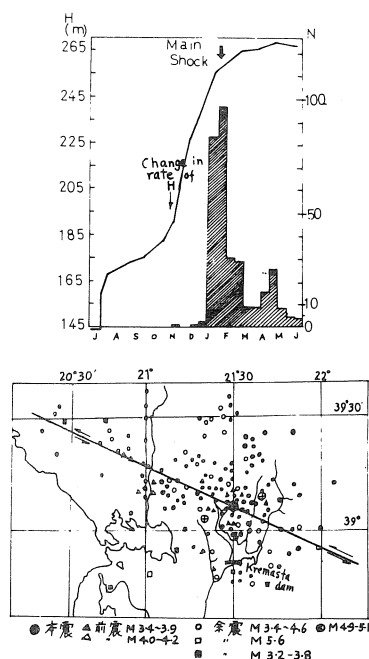 H
(m)
N
265
245
225
205
185
165
145
Main
Shock
Change in
rate of
H
100
50
10
0
J A S O N D J F M A M J
20°30′ 21° 21°30′ 22°
39°30′
39°
Kremasta
dam
本震 前震 M 3.4-3.9 余震 M 3.4-4.6 M 4.9-5.1
〃 M 4.0-4.2 〃 M 5.6
〃 M 3.2-3.8